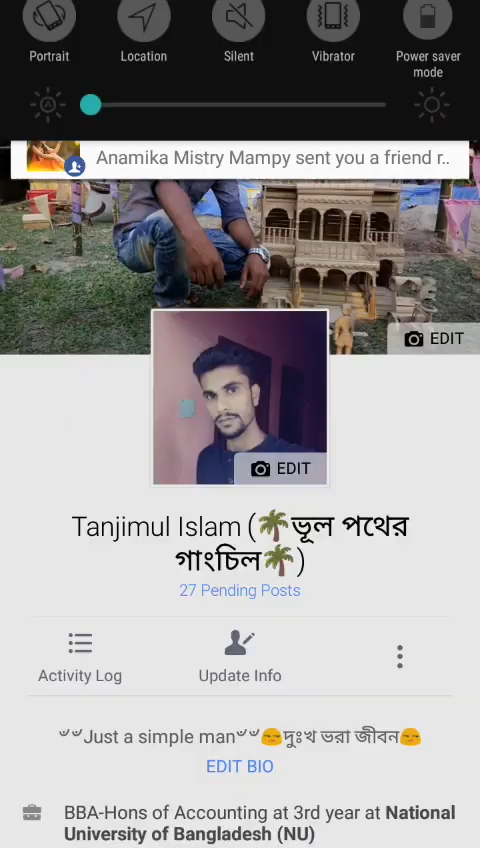 Portrait
Location
Silent
Vibrator
Power saver
mode
A
Anamika Mistry Mampy sent you a friend r..
EDIT
EDIT
Tanjimul Islam (🌴ভূল পথের
গাংচিল🌴)
27 Pending Posts
Activity Log
Update Info
Just a simple man😔দুঃখ ভরা জীবন😔
EDIT BIO
BBA-Hons of Accounting at 3rd year at National
University of Bangladesh (NU)